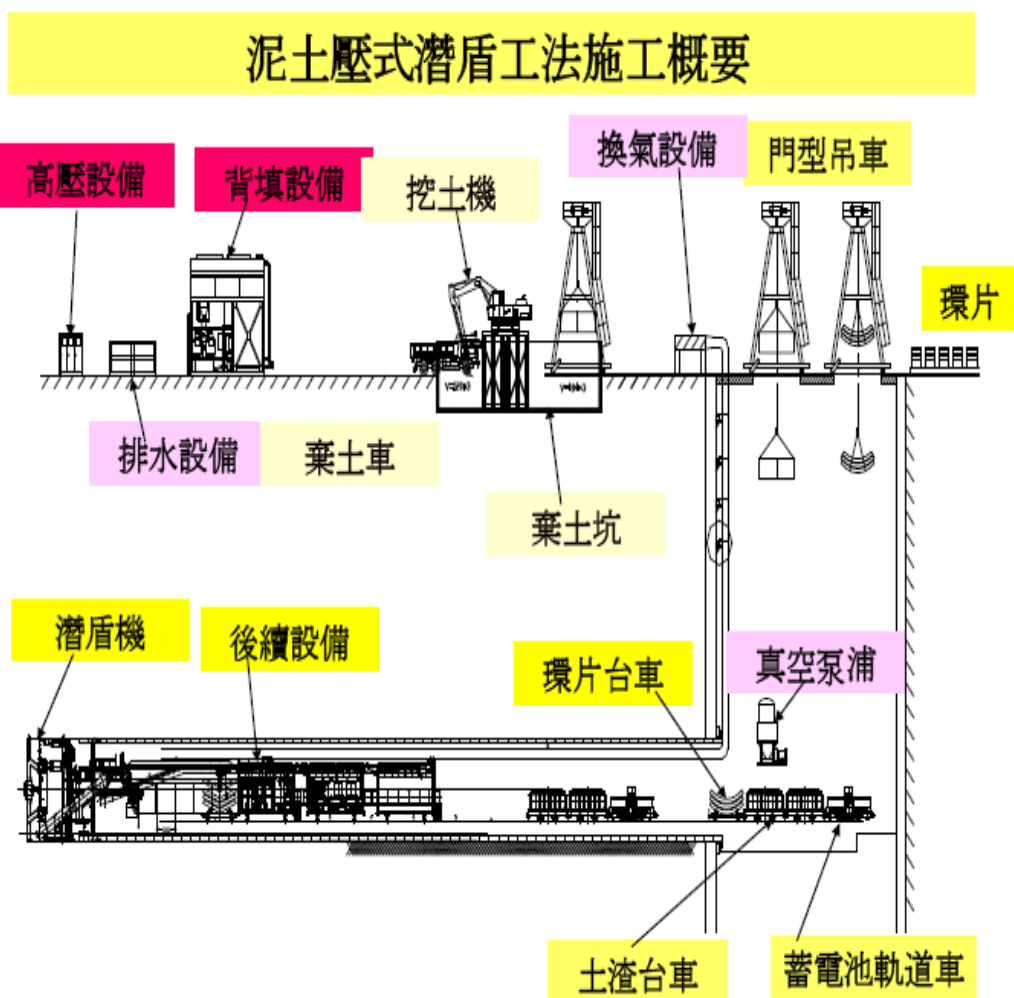 泥土壓式潛盾工法施工概要
換氣設備
門型吊車
高壓設備
背填設備
挖土機
環片
排水設備
棄土車
棄土坑
潛盾機
後續設備
環片台車
真空泵浦
土渣台車
蓄電池軌道車